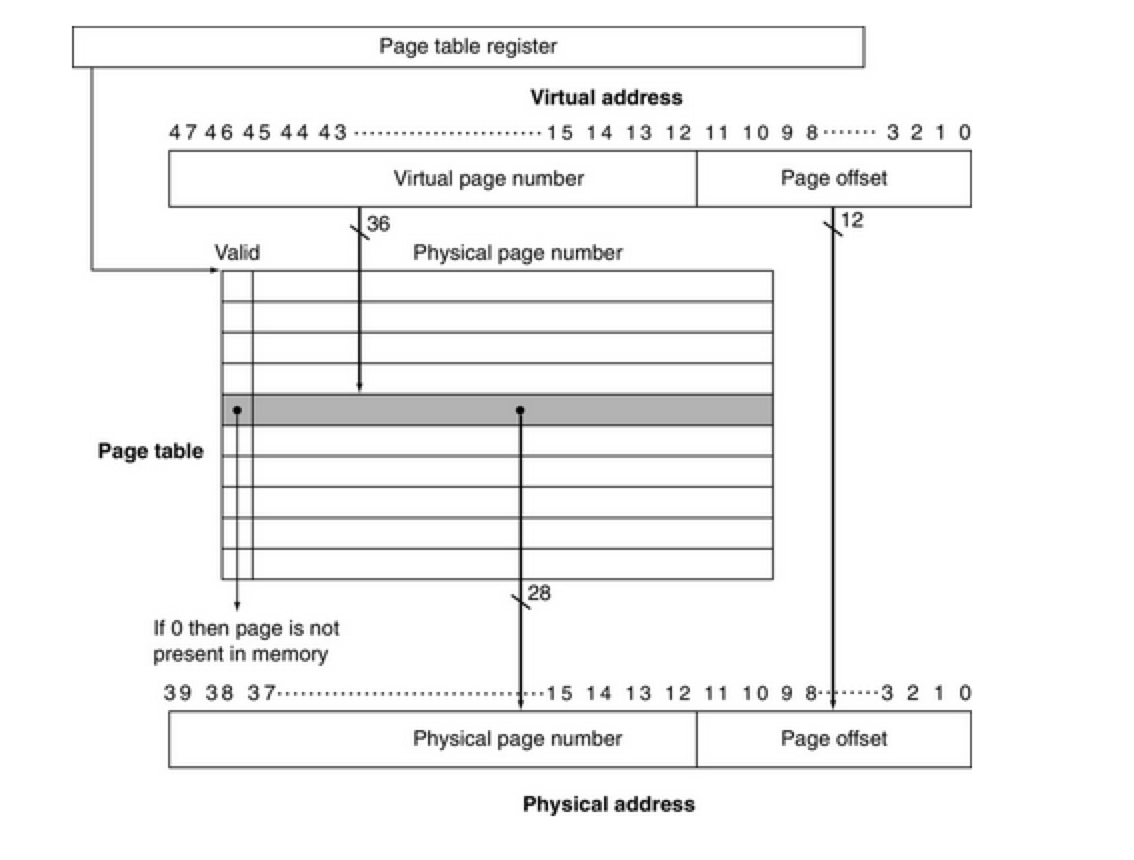 Page table register
Virtual address
47 46 45 44 43 ........................ 15 14 13 12 11 10 9 8 ....... 3 2 1 0
Virtual page number Page offset
36 12
Valid Physical page number
Page table
28
If 0 then page is not
present in memory
39 38 37 ................................. 15 14 13 12 11 10 9 8 ........ 3 2 1 0
Physical page number Page offset
Physical address